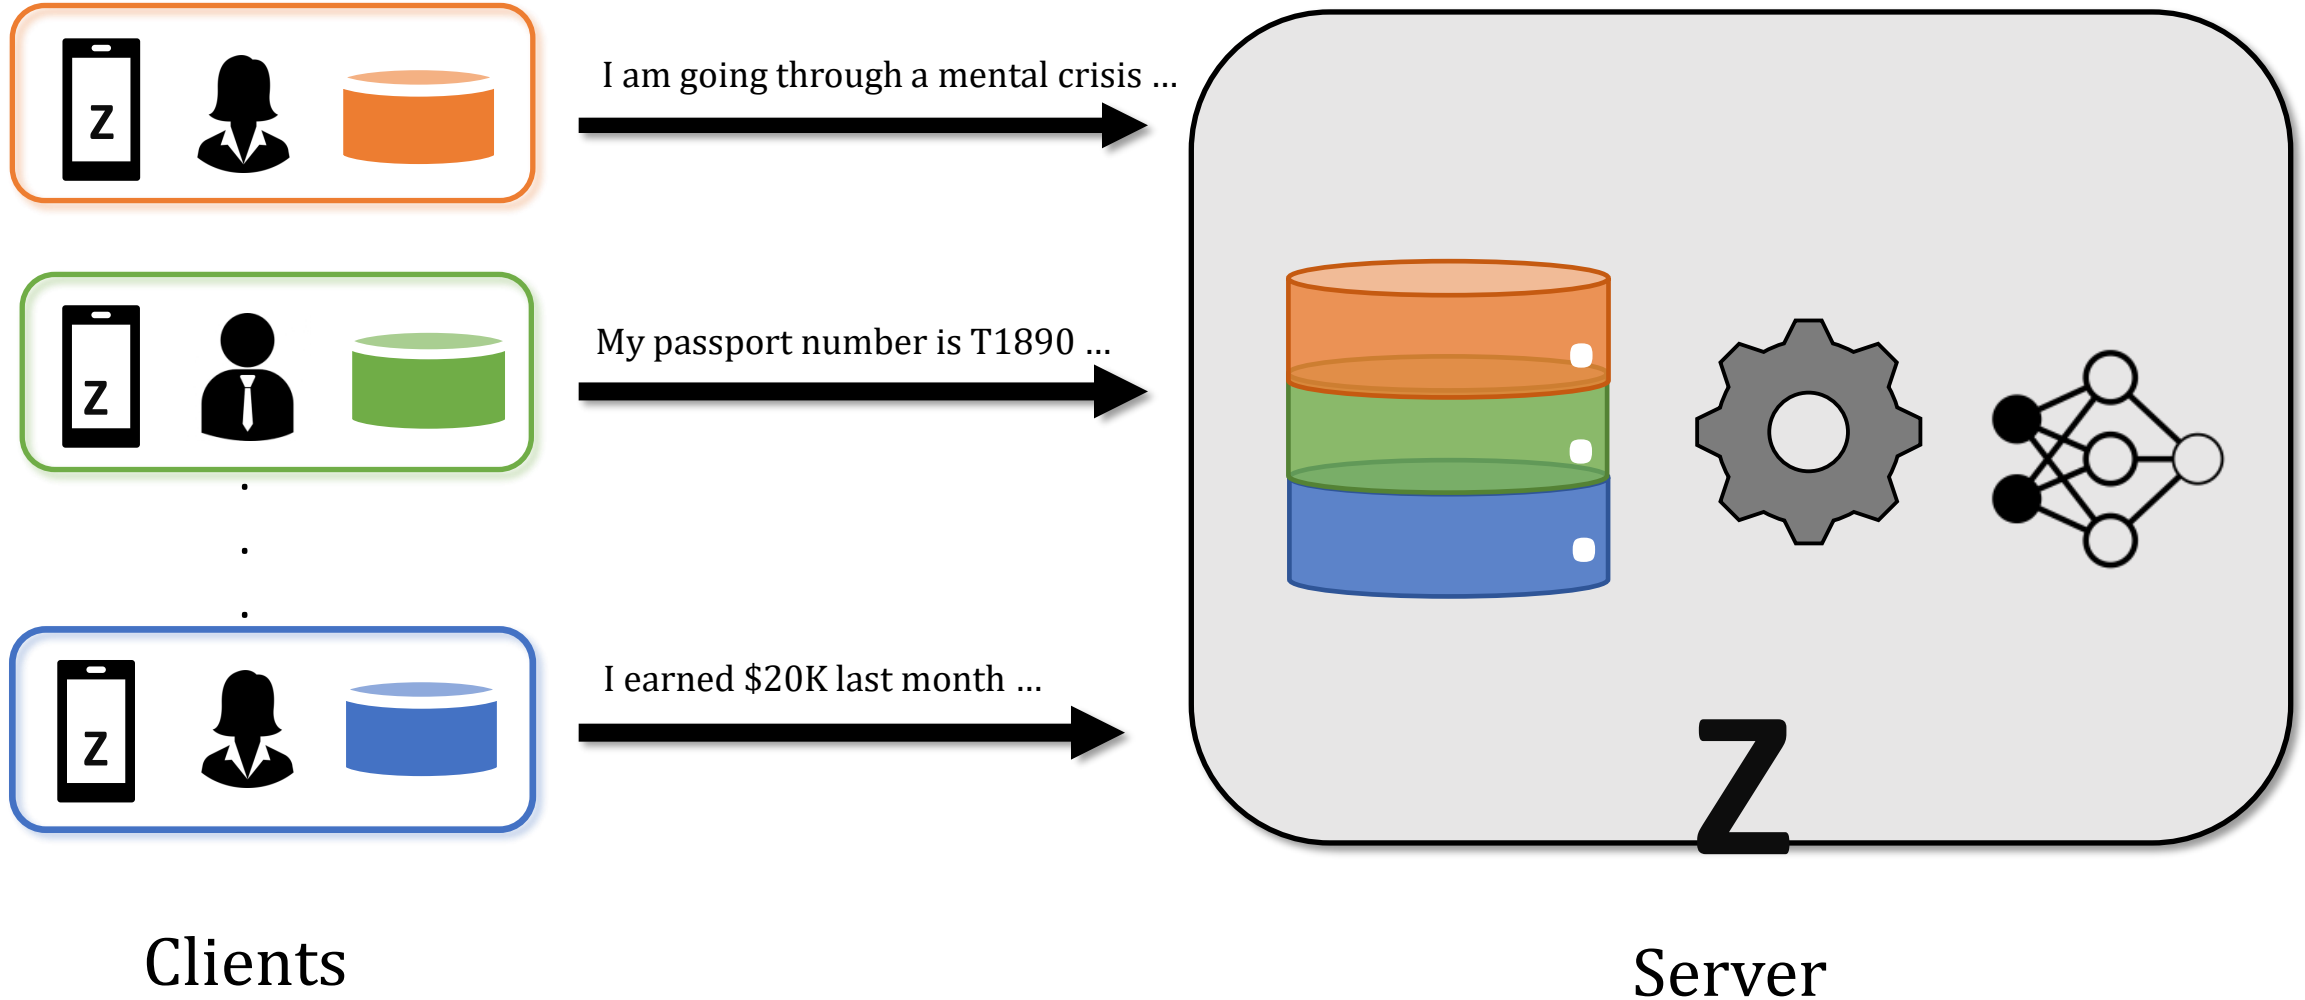 Z
I am going through a mental crisis ...
Z
My passport number is T1890 ...
Z
I earned $20K last month ...
Z
Clients
Server